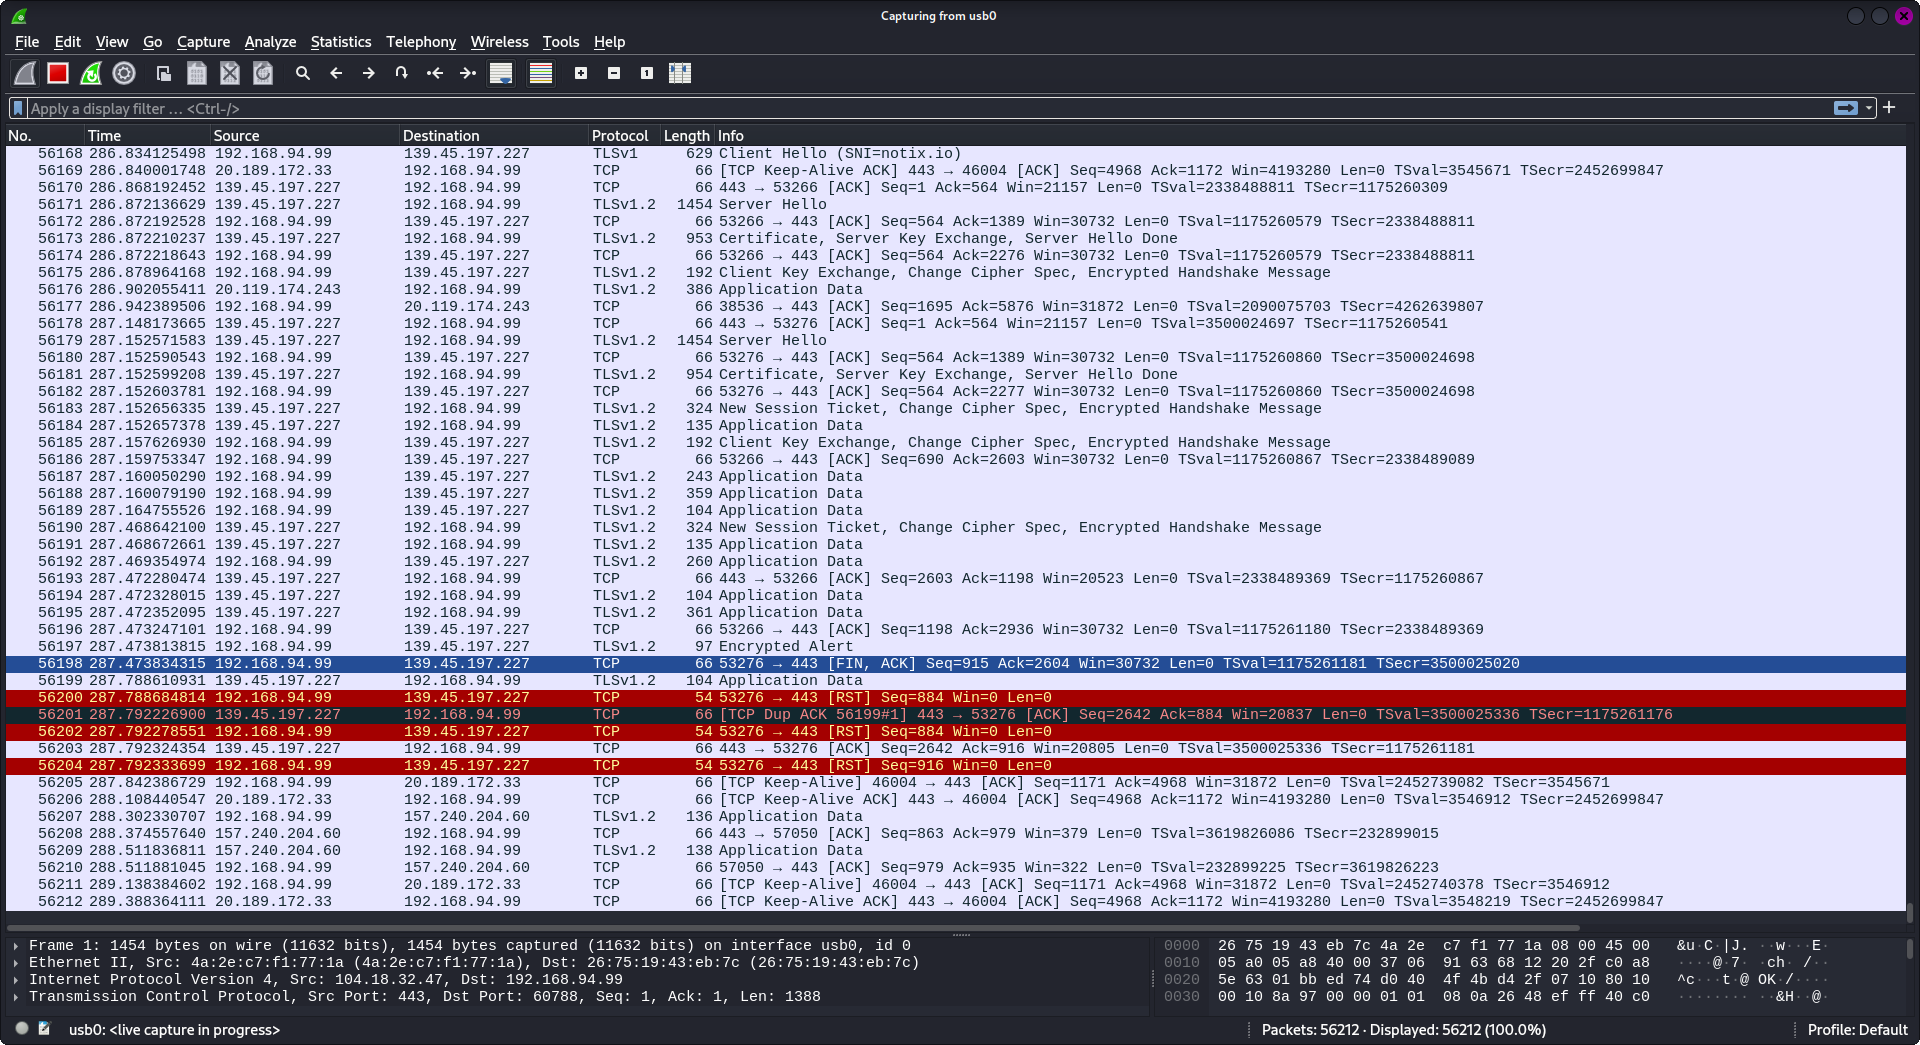 Capturing from usb0
File Edit View Go Capture Analyze Statistics Telephony Wireless Tools Help
Apply a display filter … <Ctrl-/>
No. Time Source Destination Protocol Length Info
56168 286.834125498 192.168.94.99 139.45.197.227 TLSv1 629 Client Hello (SNI=notix.io)
56169 286.840001748 20.189.172.33 192.168.94.99 TCP 66 [TCP Keep-Alive ACK] 443 → 46004 [ACK] Seq=4968 Ack=1172 Win=4193280 Len=0 TSval=3545671 TSecr=2452699847
56170 286.868192452 139.45.197.227 192.168.94.99 TCP 66 443 → 53266 [ACK] Seq=1 Ack=564 Win=21157 Len=0 TSval=2338488811 TSecr=1175260309
56171 286.872136629 139.45.197.227 192.168.94.99 TLSv1.2 1454 Server Hello
56172 286.872192528 192.168.94.99 139.45.197.227 TCP 66 53266 → 443 [ACK] Seq=564 Ack=1389 Win=30732 Len=0 TSval=1175260579 TSecr=2338488811
56173 286.872210237 139.45.197.227 192.168.94.99 TLSv1.2 953 Certificate, Server Key Exchange, Server Hello Done
56174 286.872218643 192.168.94.99 139.45.197.227 TCP 66 53266 → 443 [ACK] Seq=564 Ack=2276 Win=30732 Len=0 TSval=1175260579 TSecr=2338488811
56175 286.878964168 192.168.94.99 139.45.197.227 TLSv1.2 192 Client Key Exchange, Change Cipher Spec, Encrypted Handshake Message
56176 286.902055411 20.119.174.243 192.168.94.99 TLSv1.2 386 Application Data
56177 286.942389506 192.168.94.99 20.119.174.243 TCP 66 38536 → 443 [ACK] Seq=1695 Ack=5876 Win=31872 Len=0 TSval=2090075703 TSecr=4262639807
56178 287.148173665 139.45.197.227 192.168.94.99 TCP 66 443 → 53276 [ACK] Seq=1 Ack=564 Win=21157 Len=0 TSval=3500024697 TSecr=1175260541
56179 287.152571583 139.45.197.227 192.168.94.99 TLSv1.2 1454 Server Hello
56180 287.152590543 192.168.94.99 139.45.197.227 TCP 66 53276 → 443 [ACK] Seq=564 Ack=1389 Win=30732 Len=0 TSval=1175260860 TSecr=3500024698
56181 287.152599208 139.45.197.227 192.168.94.99 TLSv1.2 954 Certificate, Server Key Exchange, Server Hello Done
56182 287.152603781 192.168.94.99 139.45.197.227 TCP 66 53276 → 443 [ACK] Seq=564 Ack=2277 Win=30732 Len=0 TSval=1175260860 TSecr=3500024698
56183 287.152656335 139.45.197.227 192.168.94.99 TLSv1.2 324 New Session Ticket, Change Cipher Spec, Encrypted Handshake Message
56184 287.152657378 139.45.197.227 192.168.94.99 TLSv1.2 135 Application Data
56185 287.157626930 192.168.94.99 139.45.197.227 TLSv1.2 192 Client Key Exchange, Change Cipher Spec, Encrypted Handshake Message
56186 287.159753347 192.168.94.99 139.45.197.227 TCP 66 53266 → 443 [ACK] Seq=690 Ack=2603 Win=30732 Len=0 TSval=1175260867 TSecr=2338489089
56187 287.160050290 192.168.94.99 139.45.197.227 TLSv1.2 243 Application Data
56188 287.160079190 192.168.94.99 139.45.197.227 TLSv1.2 359 Application Data
56189 287.164755526 192.168.94.99 139.45.197.227 TLSv1.2 104 Application Data
56190 287.468642100 139.45.197.227 192.168.94.99 TLSv1.2 324 New Session Ticket, Change Cipher Spec, Encrypted Handshake Message
56191 287.468672661 139.45.197.227 192.168.94.99 TLSv1.2 135 Application Data
56192 287.469354974 192.168.94.99 139.45.197.227 TLSv1.2 260 Application Data
56193 287.472280474 139.45.197.227 192.168.94.99 TCP 66 443 → 53266 [ACK] Seq=2603 Ack=1198 Win=20523 Len=0 TSval=2338489369 TSecr=1175260867
56194 287.472328015 139.45.197.227 192.168.94.99 TLSv1.2 104 Application Data
56195 287.472352095 139.45.197.227 192.168.94.99 TLSv1.2 361 Application Data
56196 287.473247101 192.168.94.99 139.45.197.227 TCP 66 53266 → 443 [ACK] Seq=1198 Ack=2936 Win=30732 Len=0 TSval=1175261180 TSecr=2338489369
56197 287.473813815 192.168.94.99 139.45.197.227 TLSv1.2 97 Encrypted Alert
56198 287.473834315 192.168.94.99 139.45.197.227 TCP 66 53276 → 443 [FIN, ACK] Seq=915 Ack=2604 Win=30732 Len=0 TSval=1175261181 TSecr=3500025020
56199 287.788610931 139.45.197.227 192.168.94.99 TLSv1.2 104 Application Data
56200 287.788684814 192.168.94.99 139.45.197.227 TCP 54 53276 → 443 [RST] Seq=884 Win=0 Len=0
56201 287.792226900 139.45.197.227 192.168.94.99 TCP 66 [TCP Dup ACK 56199#1] 443 → 53276 [ACK] Seq=2642 Ack=884 Win=20837 Len=0 TSval=3500025336 TSecr=1175261176
56202 287.792278551 192.168.94.99 139.45.197.227 TCP 54 53276 → 443 [RST] Seq=884 Win=0 Len=0
56203 287.792324354 139.45.197.227 192.168.94.99 TCP 66 443 → 53276 [ACK] Seq=2642 Ack=916 Win=20805 Len=0 TSval=3500025336 TSecr=1175261181
56204 287.792333699 192.168.94.99 139.45.197.227 TCP 54 53276 → 443 [RST] Seq=916 Win=0 Len=0
56205 287.842386729 192.168.94.99 20.189.172.33 TCP 66 [TCP Keep-Alive] 46004 → 443 [ACK] Seq=1171 Ack=4968 Win=31872 Len=0 TSval=2452739082 TSecr=3545671
56206 288.108440547 20.189.172.33 192.168.94.99 TCP 66 [TCP Keep-Alive ACK] 443 → 46004 [ACK] Seq=4968 Ack=1172 Win=4193280 Len=0 TSval=3546912 TSecr=2452699847
56207 288.302330707 192.168.94.99 157.240.204.60 TLSv1.2 136 Application Data
56208 288.374557640 157.240.204.60 192.168.94.99 TCP 66 443 → 57050 [ACK] Seq=863 Ack=979 Win=379 Len=0 TSval=3619826086 TSecr=232899015
56209 288.511836811 157.240.204.60 192.168.94.99 TLSv1.2 138 Application Data
56210 288.511881045 192.168.94.99 157.240.204.60 TCP 66 57050 → 443 [ACK] Seq=979 Ack=935 Win=322 Len=0 TSval=232899225 TSecr=3619826223
56211 289.138384602 192.168.94.99 20.189.172.33 TCP 66 [TCP Keep-Alive] 46004 → 443 [ACK] Seq=1171 Ack=4968 Win=31872 Len=0 TSval=2452740378 TSecr=3546912
56212 289.388364111 20.189.172.33 192.168.94.99 TCP 66 [TCP Keep-Alive ACK] 443 → 46004 [ACK] Seq=4968 Ack=1172 Win=4193280 Len=0 TSval=3548219 TSecr=2452699847
Frame 1: 1454 bytes on wire (11632 bits), 1454 bytes captured (11632 bits) on interface usb0, id 0
Ethernet II, Src: 4a:2e:c7:f1:77:1a (4a:2e:c7:f1:77:1a), Dst: 26:75:19:43:eb:7c (26:75:19:43:eb:7c)
Internet Protocol Version 4, Src: 104.18.32.47, Dst: 192.168.94.99
Transmission Control Protocol, Src Port: 443, Dst Port: 60788, Seq: 1, Ack: 1, Len: 1388
0000 26 75 19 43 eb 7c 4a 2e c7 f1 77 1a 08 00 45 00 &u·C·|J. ··w···E·
0010 05 a0 05 a8 40 00 37 06 91 63 68 12 20 2f c0 a8 ····@·7· ·ch· /··
0020 5e 63 01 bb ed 74 d0 40 4f 4b d4 2f 07 10 80 10 ^c···t·@ OK·/····
0030 00 10 8a 97 00 00 01 01 08 0a 26 48 ef ff 40 c0 ········ ··&H··@·
usb0: <live capture in progress>
Packets: 56212 · Displayed: 56212 (100.0%)
Profile: Default